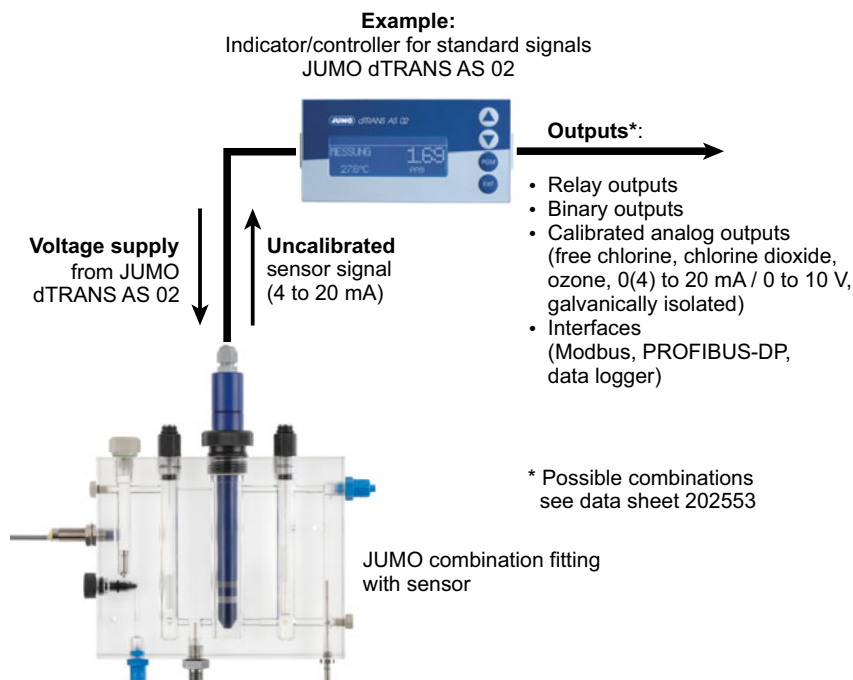 Example:
Indicator/controller for standard signals
JUMO dTRANS AS 02
JUMO dTRANS AS 02
MESSUNG 1.69
27.8°C PPM
PGM
EXIT
Outputs*:
• Relay outputs
• Binary outputs
• Calibrated analog outputs
(free chlorine, chlorine dioxide,
ozone, 0(4) to 20 mA / 0 to 10 V,
galvanically isolated)
• Interfaces
(Modbus, PROFIBUS-DP,
data logger)
Voltage supply
from JUMO
dTRANS AS 02
Uncalibrated
sensor signal
(4 to 20 mA)
* Possible combinations
see data sheet 202553
JUMO combination fitting
with sensor